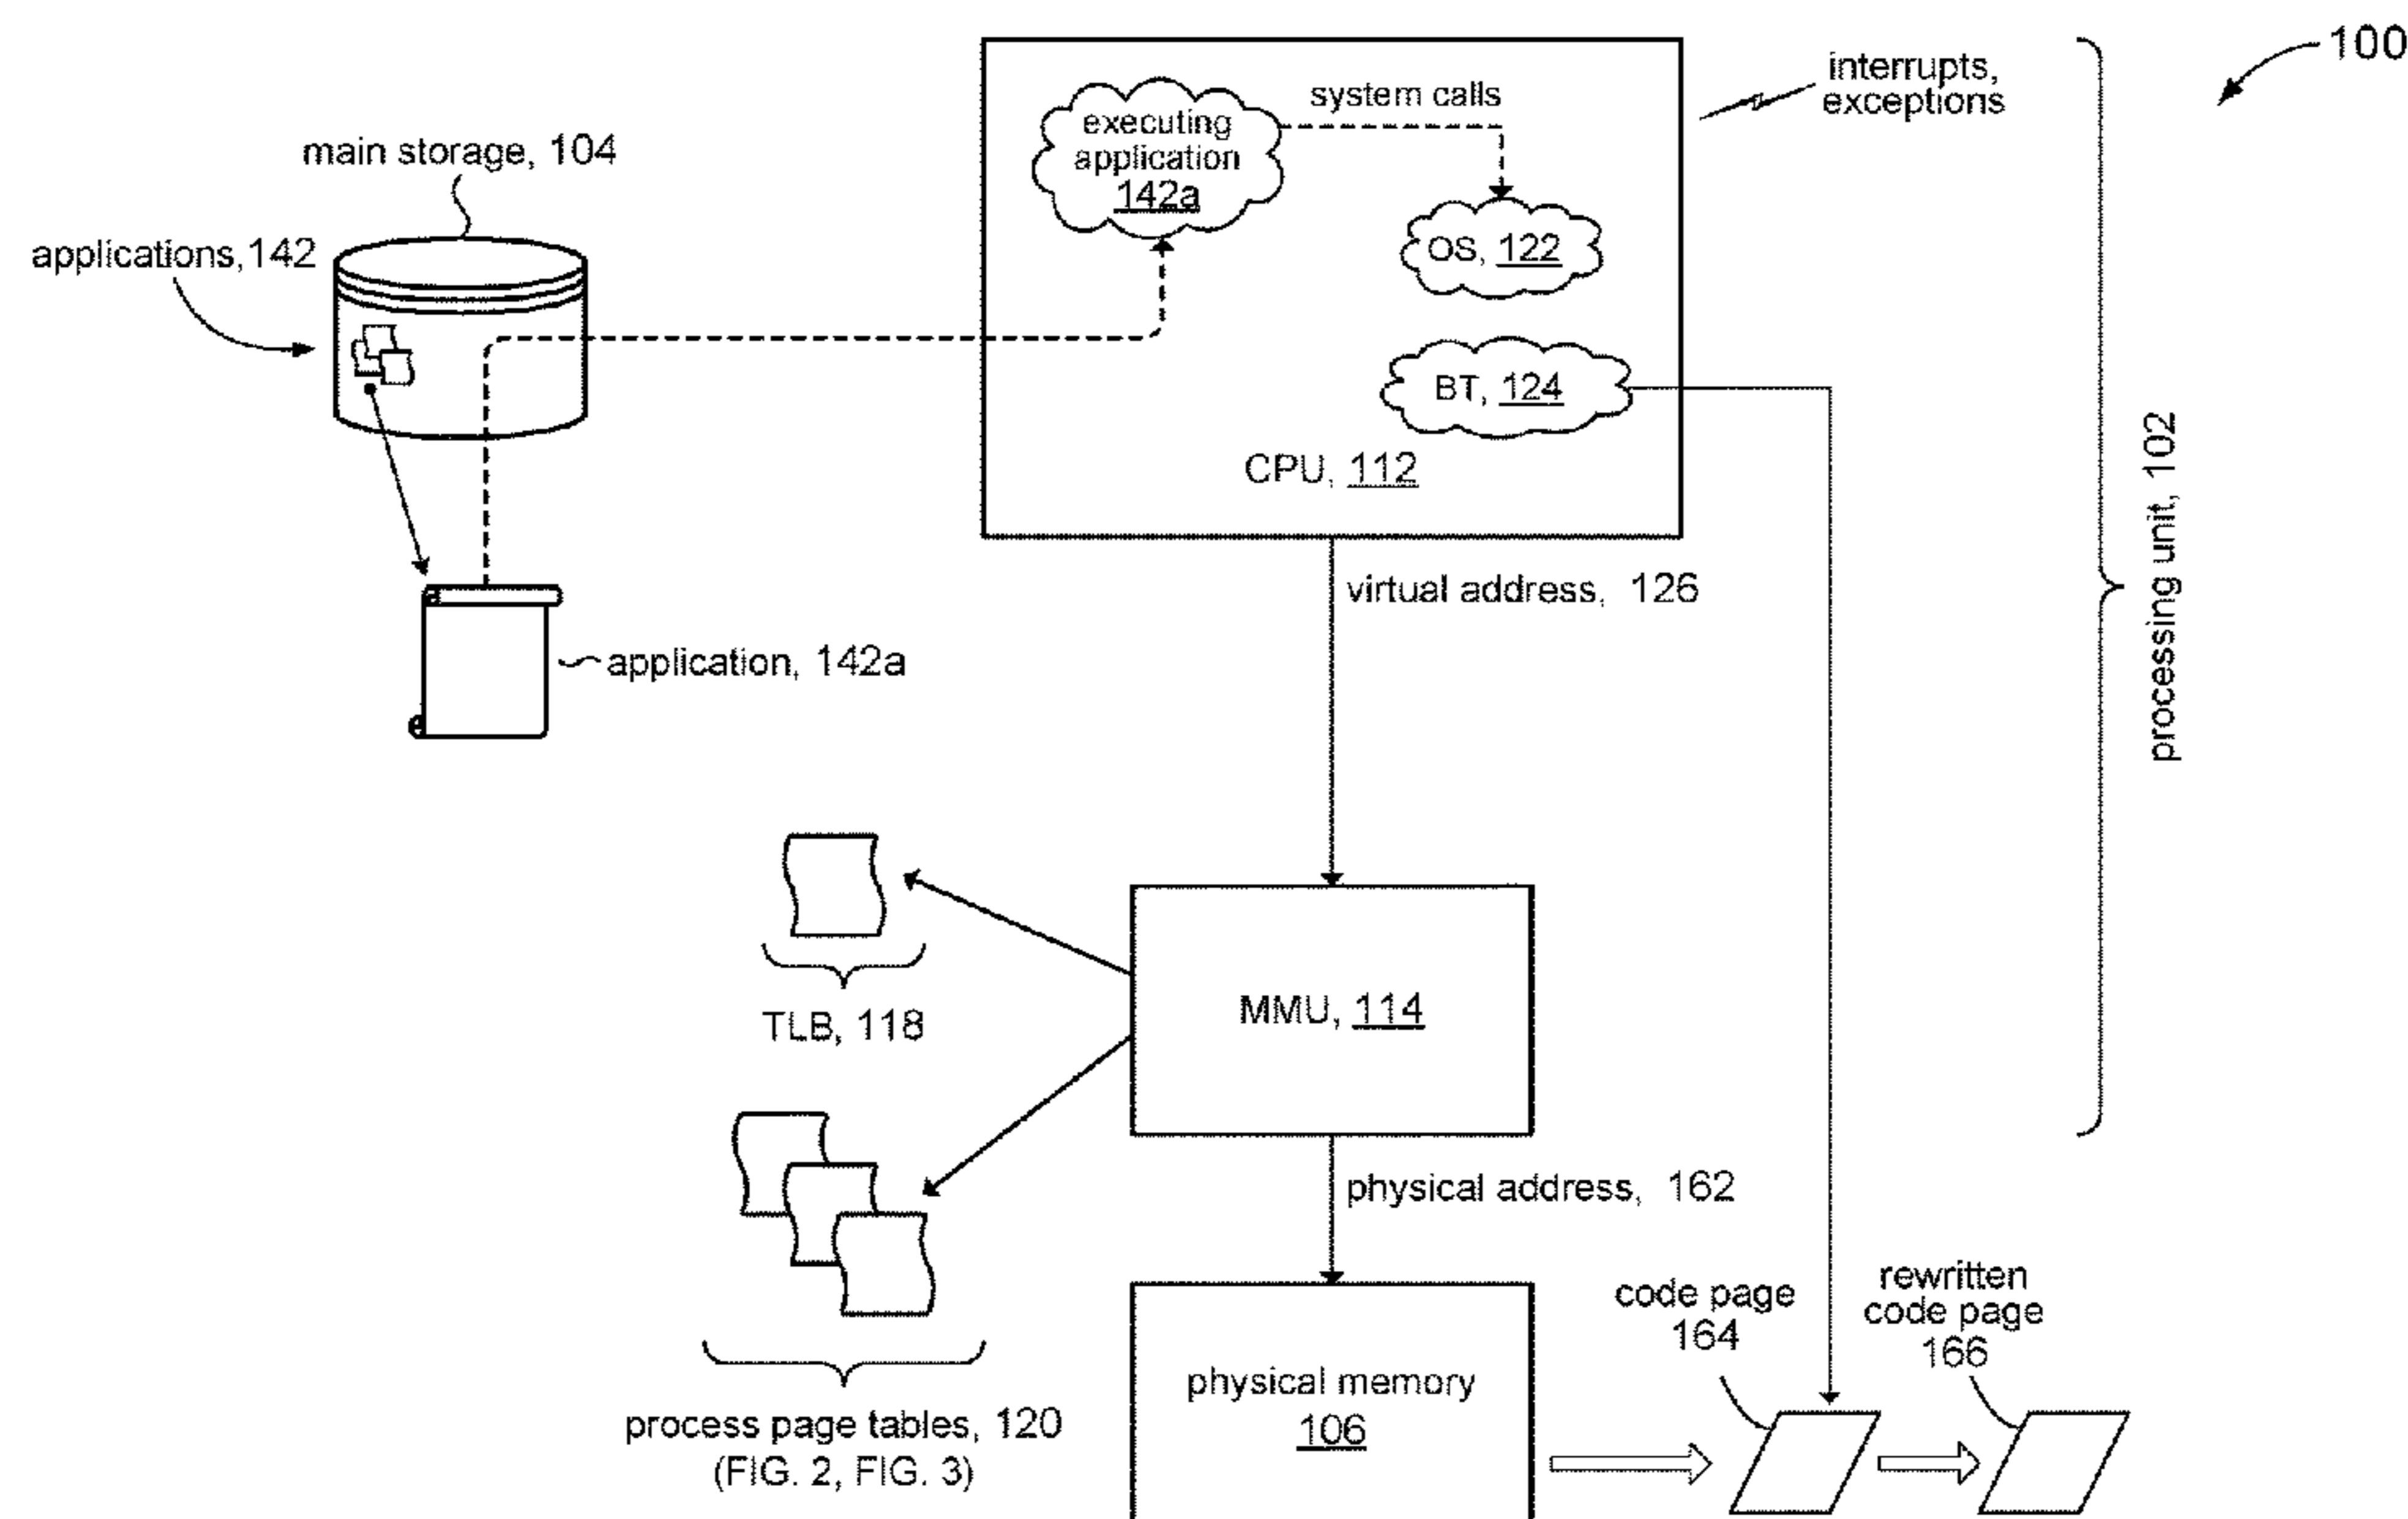 100
interrupts,
exceptions
system calls
executing
application
142a
main storage, 104
applications,142
OS, 122
BT, 124
CPU, 112
processing unit, 102
virtual address, 126
application, 142a
TLB, 118
MMU, 114
physical address, 162
code page
164
rewritten
code page
166
physical memory
106
process page tables, 120
(FIG. 2, FIG. 3)